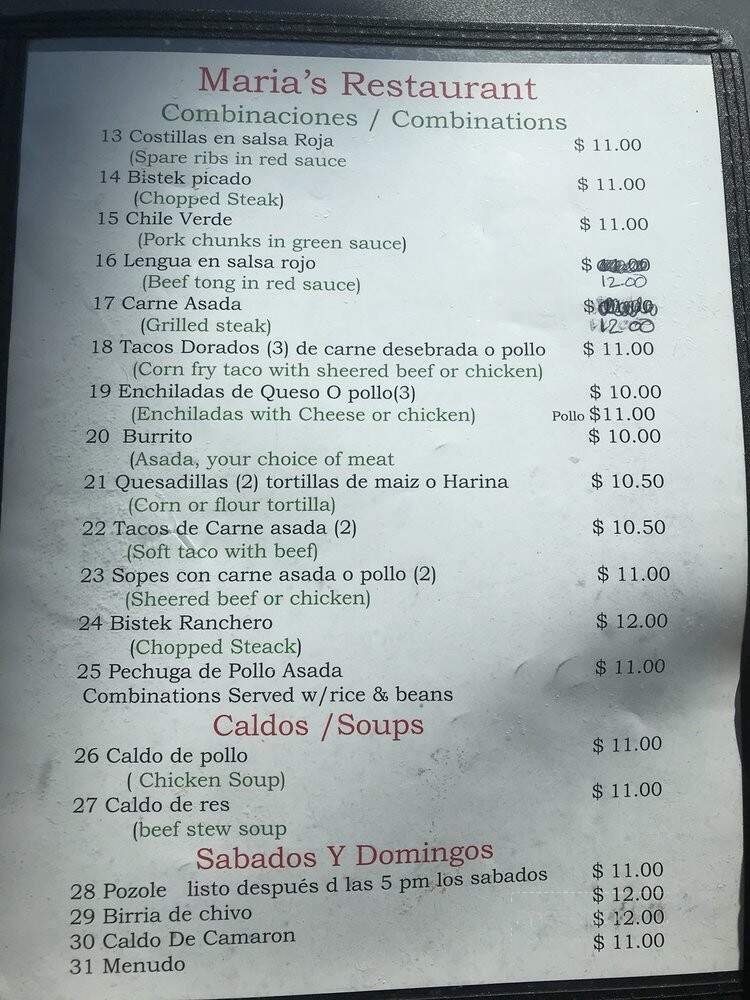 Maria's Restaurant
Combinaciones / Combinations
13 Costillas en salsa Roja $ 11.00
(Spare ribs in red sauce
14 Bistek picado $ 11.00
(Chopped Steak)
15 Chile Verde $ 11.00
(Pork chunks in green sauce)
16 Lengua en salsa rojo $
(Beef tong in red sauce) 12.00
17 Carne Asada $
(Grilled steak) 12.00
18 Tacos Dorados (3) de carne desebrada o pollo $ 11.00
(Corn fry taco with sheered beef or chicken)
19 Enchiladas de Queso O pollo(3) $ 10.00
(Enchiladas with Cheese or chicken) Pollo $11.00
20 Burrito $ 10.00
(Asada, your choice of meat
21 Quesadillas (2) tortillas de maiz o Harina $ 10.50
(Corn or flour tortilla)
22 Tacos de Carne asada (2) $ 10.50
(Soft taco with beef)
23 Sopes con carne asada o pollo (2) $ 11.00
(Sheered beef or chicken)
24 Bistek Ranchero $ 12.00
(Chopped Steack)
25 Pechuga de Pollo Asada $ 11.00
Combinations Served w/rice & beans
Caldos /Soups
26 Caldo de pollo $ 11.00
( Chicken Soup)
27 Caldo de res $ 11.00
(beef stew soup
Sabados Y Domingos
28 Pozole listo después d las 5 pm los sabados $ 11.00
29 Birria de chivo $ 12.00
30 Caldo De Camaron $ 12.00
31 Menudo $ 11.00